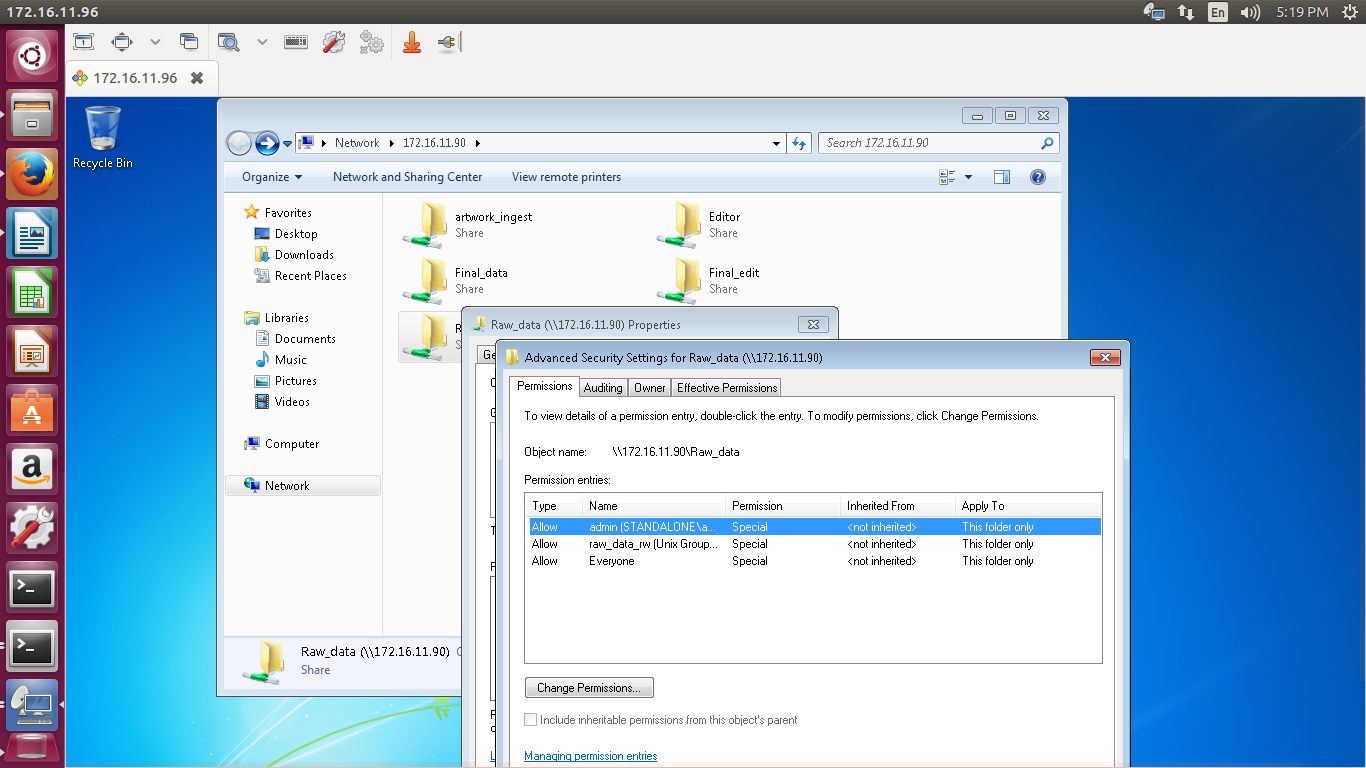 172.16.11.96
En
5:19 PM
172.16.11.96
Recycle Bin
Network
172.16.11.90
Search 172.16.11.90
Organize
Network and Sharing Center
View remote printers
Favorites
Desktop
Downloads
Recent Places
Libraries
Documents
Music
Pictures
Videos
Computer
Network
artwork_ingest
Share
Editor
Share
Final_data
Share
Final_edit
Share
Raw_data (\\172.16.11.90) Properties
Advanced Security Settings for Raw_data (\\172.16.11.90)
Permissions
Auditing
Owner
Effective Permissions
To view details of a permission entry, double-click the entry. To modify permissions, click Change Permissions.
Object name: \\172.16.11.90\Raw_data
Permission entries:
Type Name Permission Inherited From Apply To
Allow admin (STANDALONE\a... Special <not inherited> This folder only
Allow raw_data_rw (Unix Group... Special <not inherited> This folder only
Allow Everyone Special <not inherited> This folder only
Change Permissions...
Include inheritable permissions from this object's parent
Managing permission entries
Raw_data (\\172.16.11.90)
Share